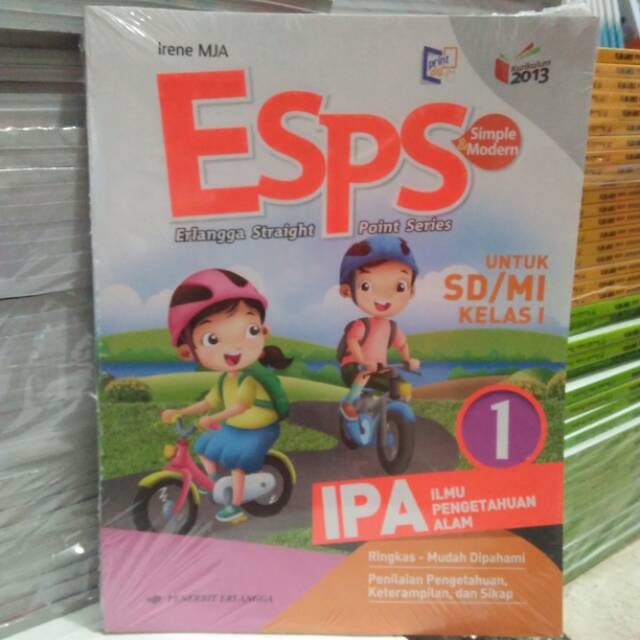 Irene MJA
print
Kurikulum
2013
ESPS
Simple
& Modern
Erlangga Straight Point Series
UNTUK
SD/MI
KELAS I
1
IPA
ILMU
PENGETAHUAN
ALAM
Ringkas - Mudah Dipahami
Penilaian Pengetahuan,
Keterampilan, dan Sikap
PENERBIT ERLANGGA